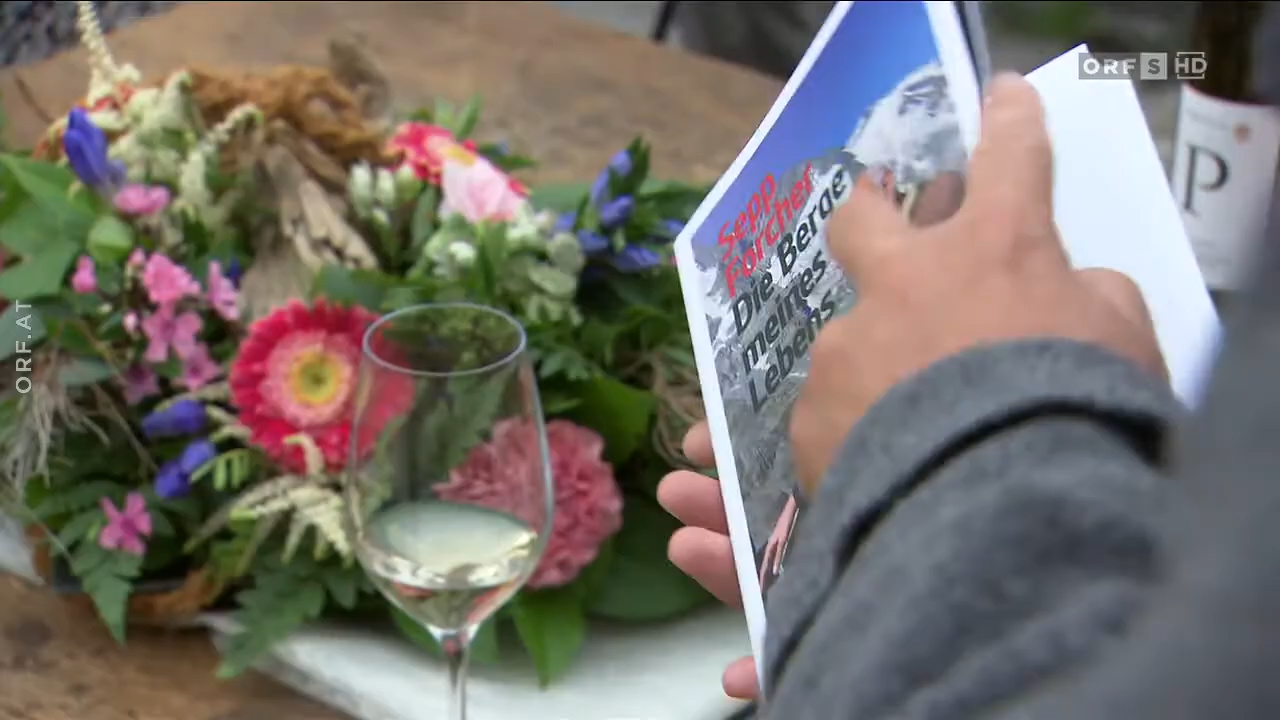 ORF S HD
Sepp
Forcher
Die Berge
meines
Lebens
P
ORF.AT